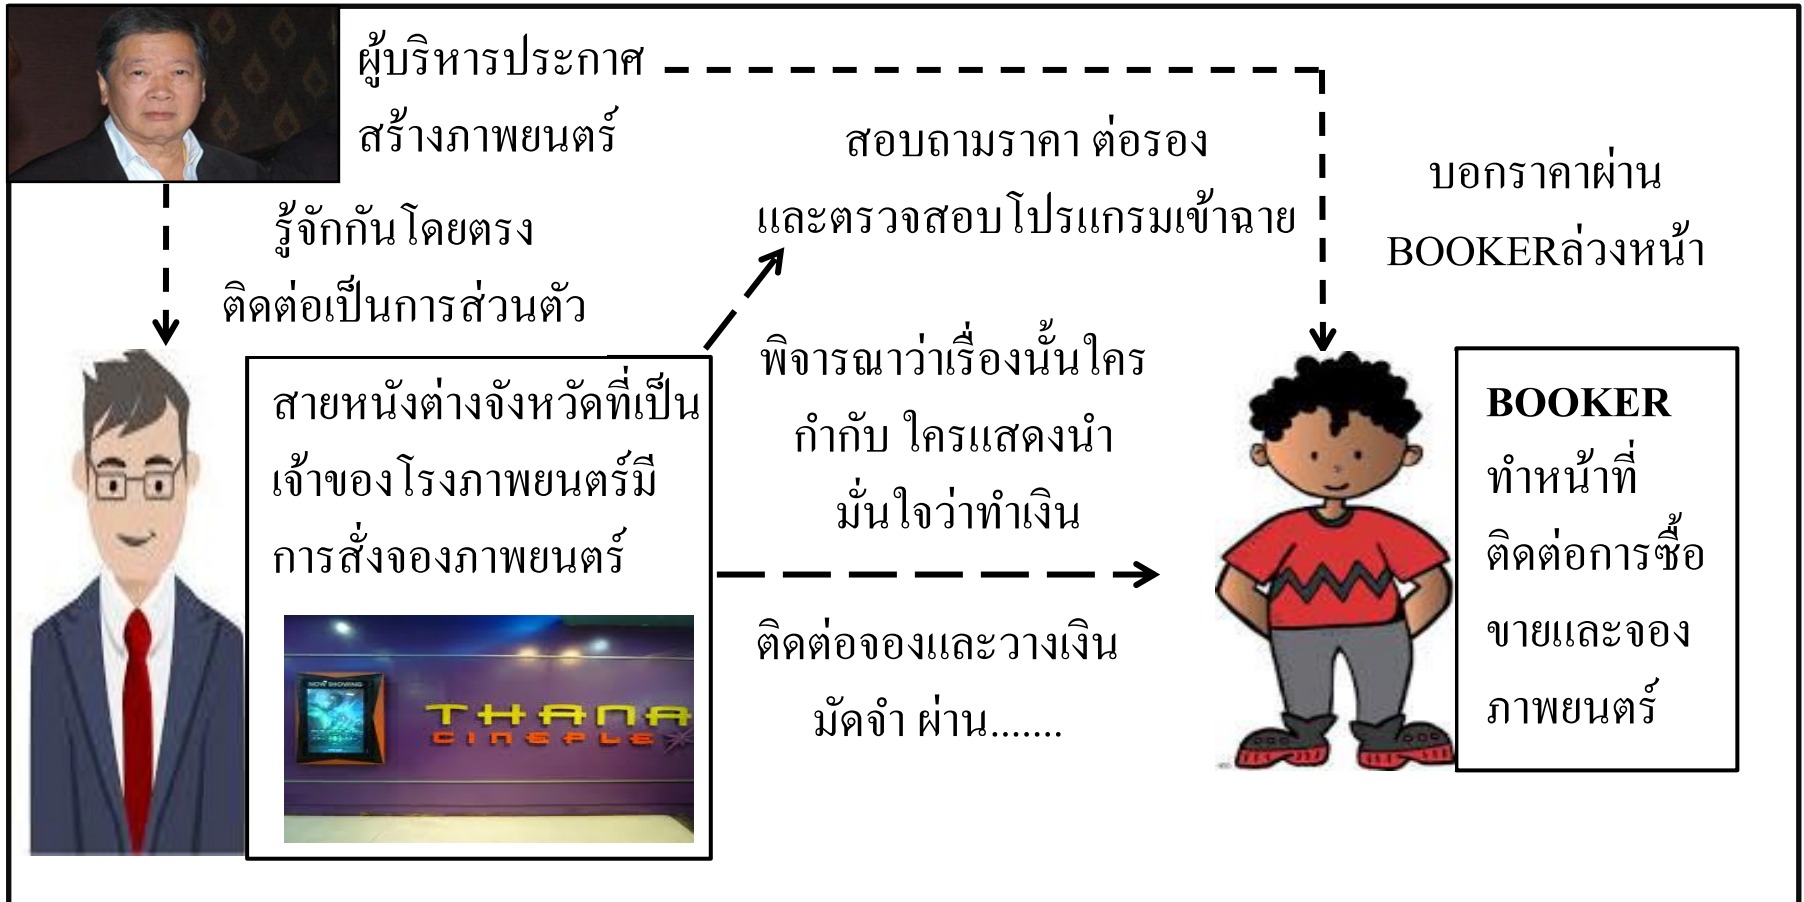 ผู้บริหารประกาศ
สร้างภาพยนตร์
รู้จักกันโดยตรง
ติดต่อเป็นการส่วนตัว
สอบถามราคา ต่อรอง
และตรวจสอบโปรแกรมเข้าฉาย
บอกราคาผ่าน
BOOKERล่วงหน้า
สายหนังต่างจังหวัดที่เป็น
เจ้าของโรงภาพยนตร์มี
การสั่งจองภาพยนตร์
NOW SHOWING
THANA
CINEPLEX
พิจารณาว่าเรื่องนั้นใคร
กำกับ ใครแสดงนำ
มั่นใจว่าทำเงิน
ติดต่อจองและวางเงิน
มัดจำ ผ่าน.......
BOOKER
ทำหน้าที่
ติดต่อการซื้อ
ขายและจอง
ภาพยนตร์